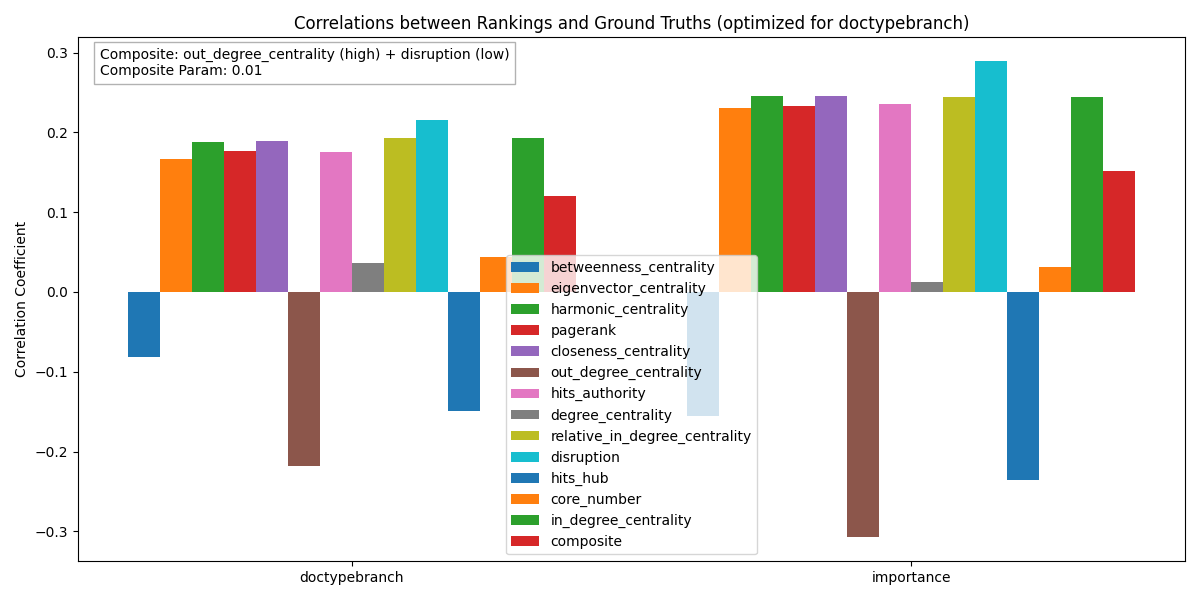 Correlations between Rankings and Ground Truths (optimized for doctypebranch)
Composite: out_degree_centrality (high) + disruption (low)
Composite Param: 0.01
Correlation Coefficient
0.3
0.2
0.1
0.0
−0.1
−0.2
−0.3
betweenness_centrality
eigenvector_centrality
harmonic_centrality
pagerank
closeness_centrality
out_degree_centrality
hits_authority
degree_centrality
relative_in_degree_centrality
disruption
hits_hub
core_number
in_degree_centrality
composite
doctypebranch
importance